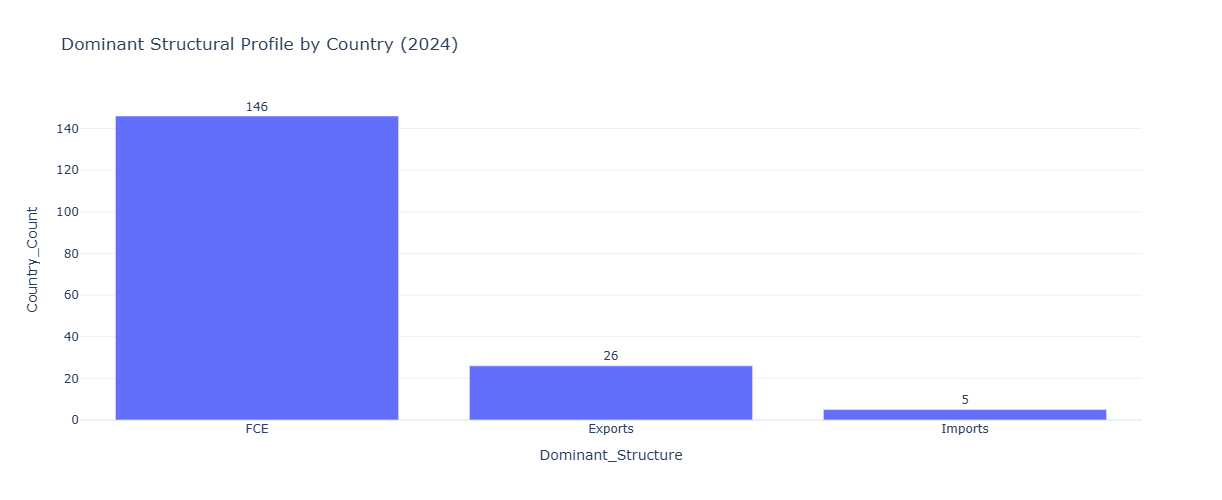 Dominant Structural Profile by Country (2024)
146
140
120
100
80
60
40
20
0
Country_Count
26
5
FCE
Exports
Imports
Dominant_Structure